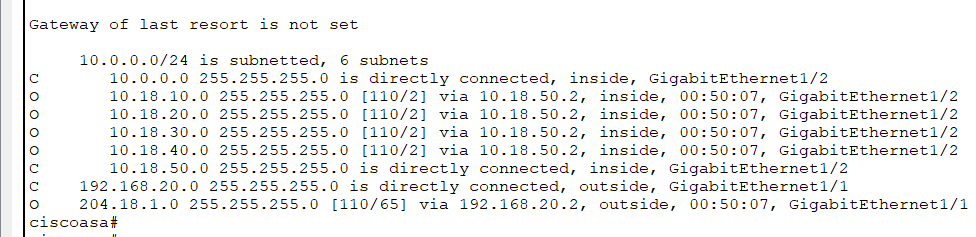 Gateway of last resort is not set
10.0.0.0/24 is subnetted, 6 subnets
C 10.0.0.0 255.255.255.0 is directly connected, inside, GigabitEthernet1/2
O 10.18.10.0 255.255.255.0 [110/2] via 10.18.50.2, inside, 00:50:07, GigabitEthernet1/2
O 10.18.20.0 255.255.255.0 [110/2] via 10.18.50.2, inside, 00:50:07, GigabitEthernet1/2
O 10.18.30.0 255.255.255.0 [110/2] via 10.18.50.2, inside, 00:50:07, GigabitEthernet1/2
O 10.18.40.0 255.255.255.0 [110/2] via 10.18.50.2, inside, 00:50:07, GigabitEthernet1/2
C 10.18.50.0 255.255.255.0 is directly connected, inside, GigabitEthernet1/2
C 192.168.20.0 255.255.255.0 is directly connected, outside, GigabitEthernet1/1
O 204.18.1.0 255.255.255.0 [110/65] via 192.168.20.2, outside, 00:50:07, GigabitEthernet1/1
ciscoasa#